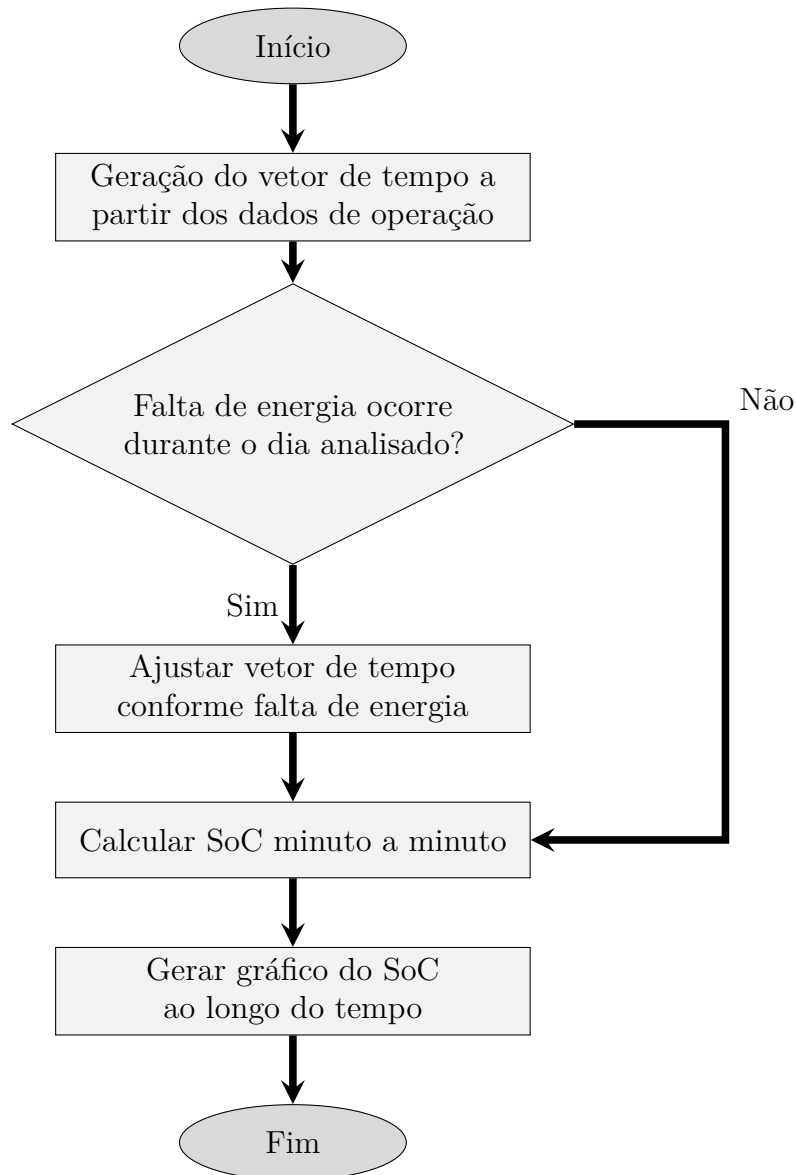 Início
Geração do vetor de tempo a
partir dos dados de operação
Falta de energia ocorre
durante o dia analisado?
Não
Sim
Ajustar vetor de tempo
conforme falta de energia
Calcular SoC minuto a minuto
Gerar gráfico do SoC
ao longo do tempo
Fim